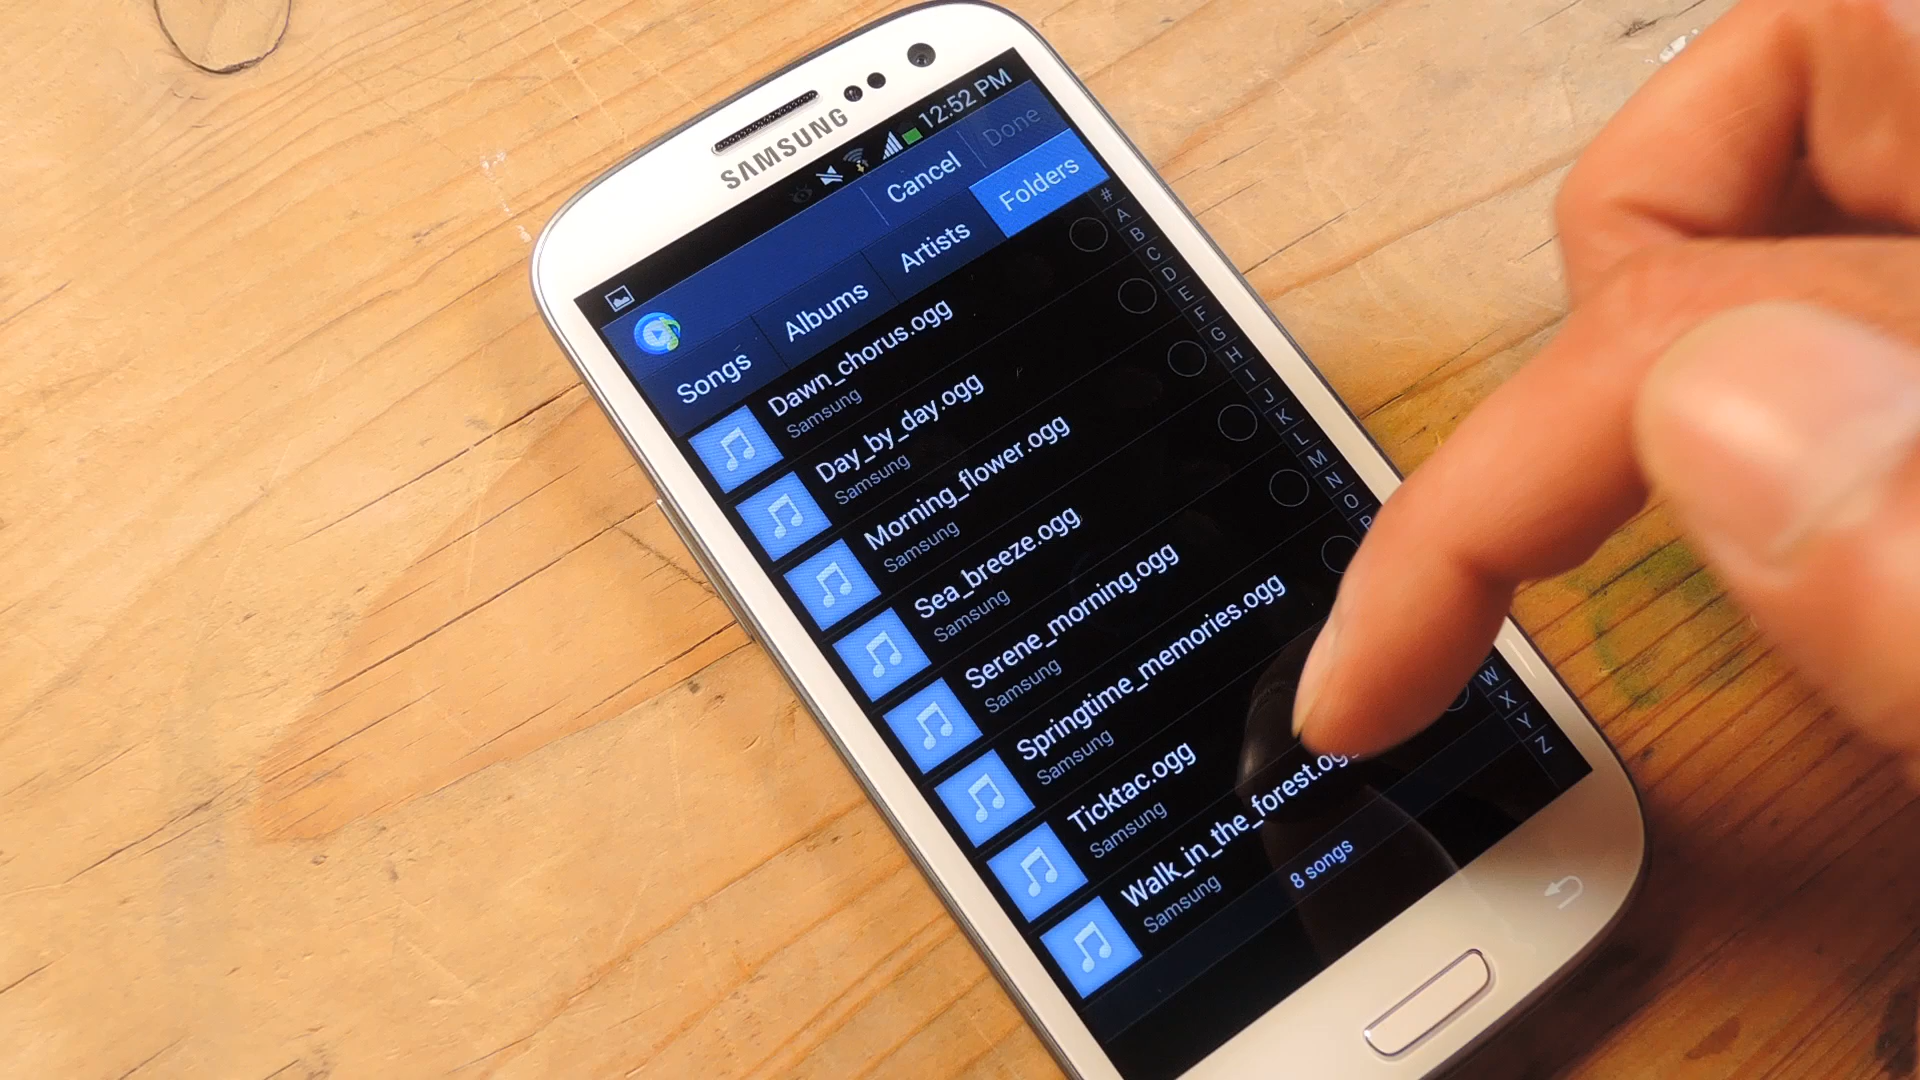 SAMSUNG
12:52 PM
Cancel
Done
Songs
Albums
Artists
Folders
Dawn_chorus.ogg
Samsung
Day_by_day.ogg
Samsung
Morning_flower.ogg
Samsung
Sea_breeze.ogg
Samsung
Serene_morning.ogg
Samsung
Springtime_memories.ogg
Samsung
Ticktac.ogg
Samsung
Walk_in_the_forest.ogg
Samsung
8 songs
#
A
B
C
D
E
F
G
H
I
J
K
L
M
N
O
W
X
Y
Z